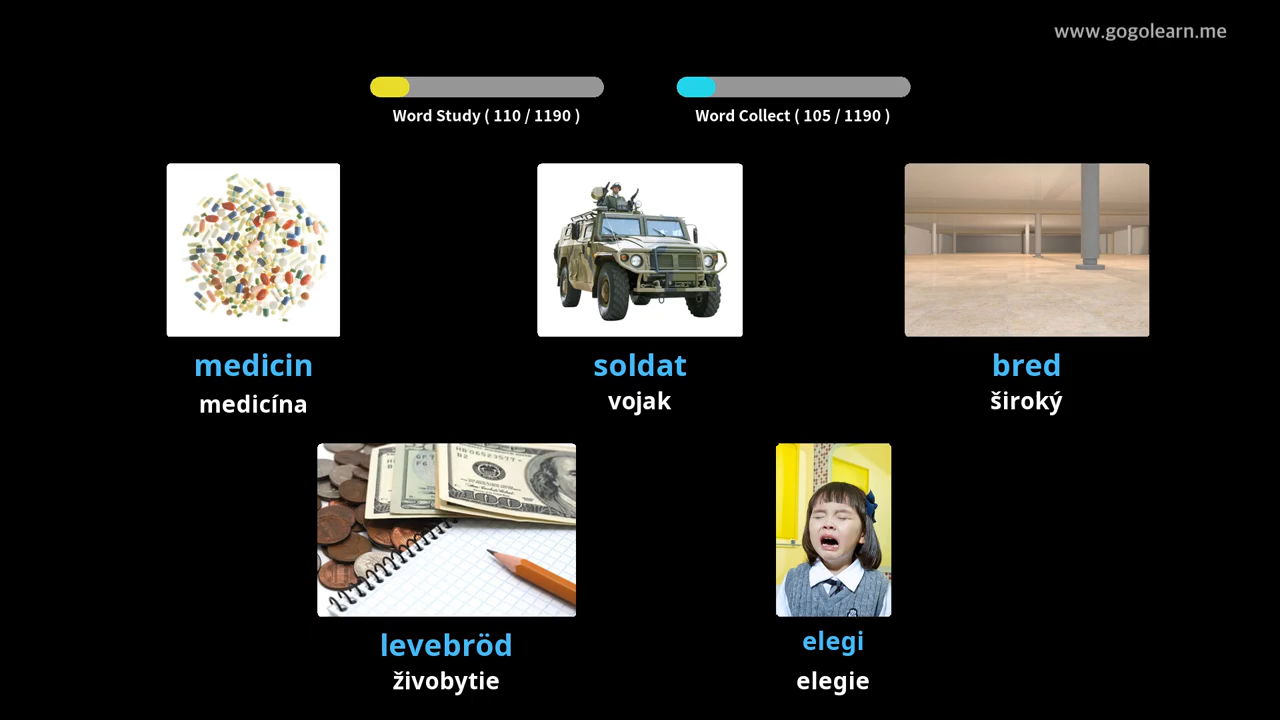 www.gogolearn.me
Word Study ( 110 / 1190 )
Word Collect ( 105 / 1190 )
medicin
medicína
soldat
vojak
bred
široký
levebröd
živobytie
elegi
elegie